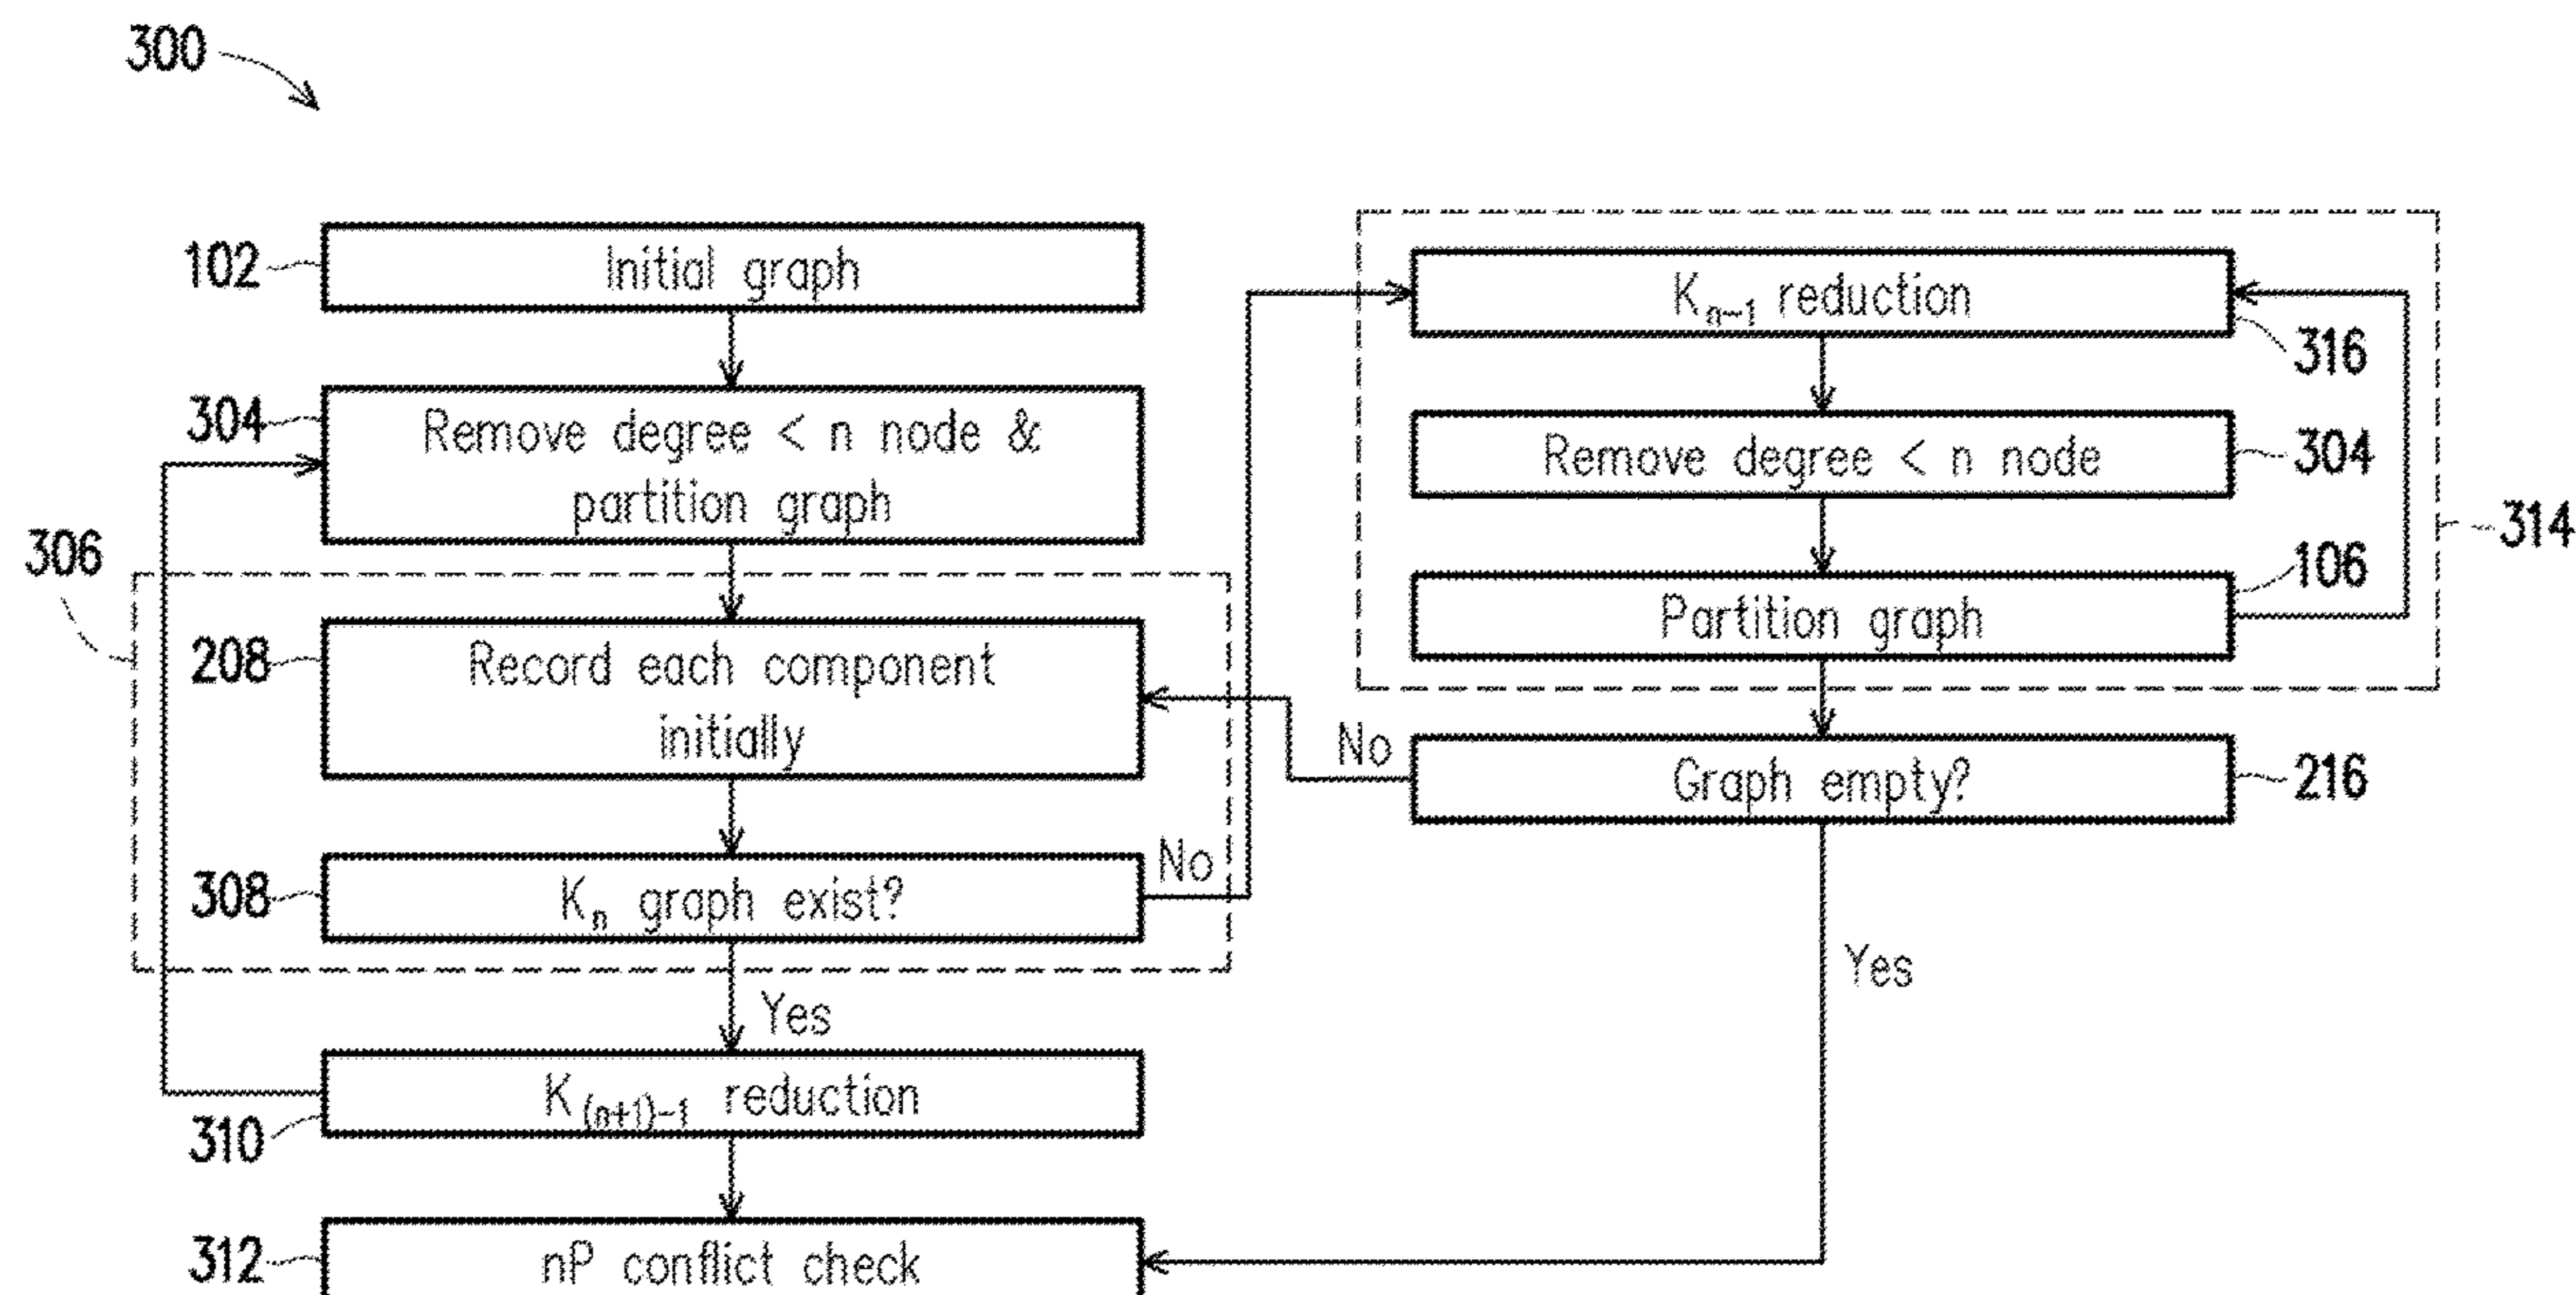 300
102
Initial graph
304
Remove degree < n node &
partition graph
306
208
Record each component
initially
308
Kn graph exist?
No
Yes
310
K(n+1)-1 reduction
312
nP conflict check
Kn-1 reduction
316
Remove degree < n node
304
314
Partition graph
106
No
Graph empty?
216
Yes